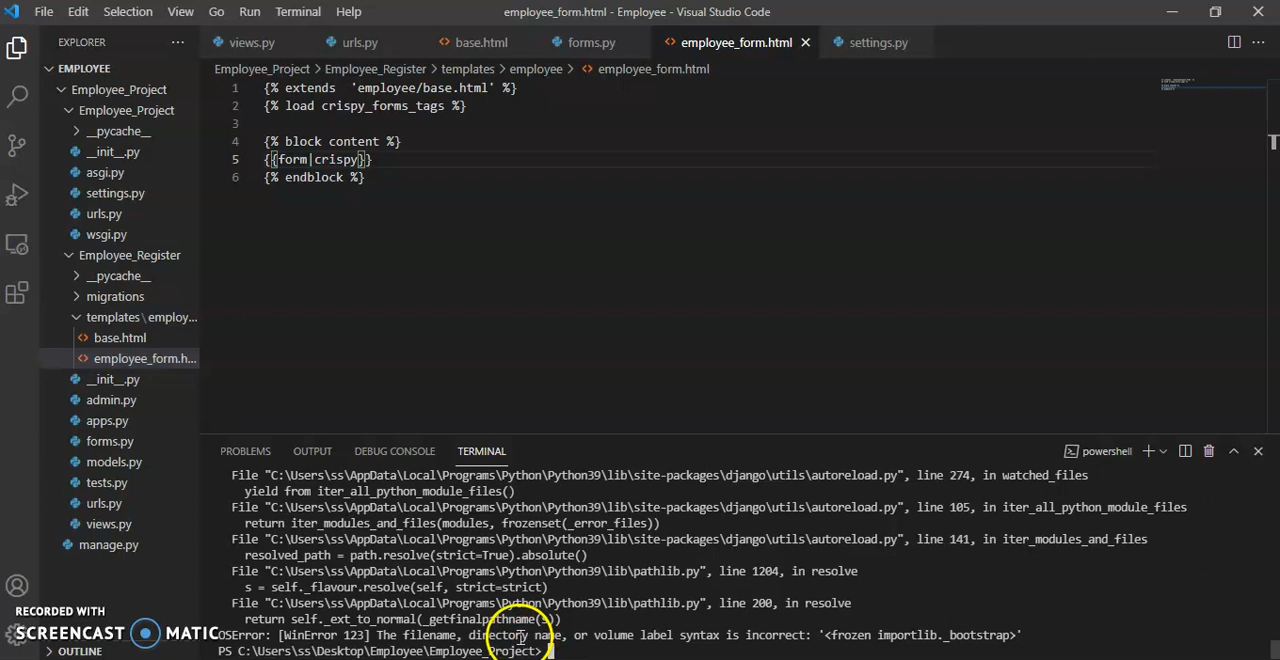 File Edit Selection View Go Run Terminal Help employee_form.html - Employee - Visual Studio Code
EXPLORER
views.py urls.py base.html forms.py employee_form.html settings.py
EMPLOYEE
Employee_Project > Employee_Register > templates > employee > employee_form.html
Employee_Project
Employee_Project
__pycache__
__init__.py
asgi.py
settings.py
urls.py
wsgi.py
Employee_Register
__pycache__
migrations
templates\employ...
base.html
employee_form.h...
__init__.py
admin.py
apps.py
forms.py
models.py
tests.py
urls.py
views.py
manage.py
OUTLINE
1 {% extends 'employee/base.html' %}
2 {% load crispy_forms_tags %}
3
4 {% block content %}
5 {{form|crispy}}
6 {% endblock %}
PROBLEMS OUTPUT DEBUG CONSOLE TERMINAL powershell
File "C:\Users\ss\AppData\Local\Programs\Python\Python39\lib\site-packages\django\utils\autoreload.py", line 274, in watched_files
yield from iter_all_python_module_files()
File "C:\Users\ss\AppData\Local\Programs\Python\Python39\lib\site-packages\django\utils\autoreload.py", line 105, in iter_all_python_module_files
return iter_modules_and_files(modules, frozenset(_error_files))
File "C:\Users\ss\AppData\Local\Programs\Python\Python39\lib\site-packages\django\utils\autoreload.py", line 141, in iter_modules_and_files
resolved_path = path.resolve(strict=True).absolute()
File "C:\Users\ss\AppData\Local\Programs\Python\Python39\lib\pathlib.py", line 1204, in resolve
s = self._flavour.resolve(self, strict=strict)
File "C:\Users\ss\AppData\Local\Programs\Python\Python39\lib\pathlib.py", line 200, in resolve
return self._ext_to_normal(_getfinalpathname(s))
OSError: [WinError 123] The filename, directory name, or volume label syntax is incorrect: '<frozen importlib._bootstrap>'
PS C:\Users\ss\Desktop\Employee\Employee_Project>
RECORDED WITH
SCREENCAST MATIC